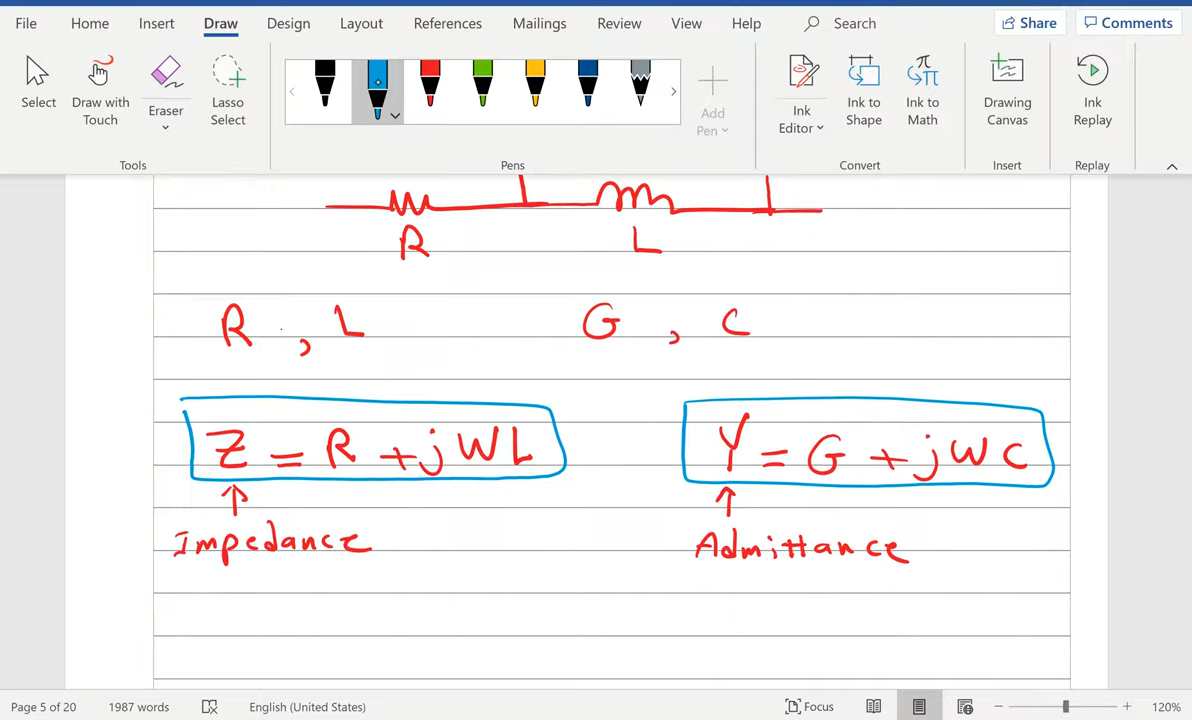 File Home Insert Draw Design Layout References Mailings Review View Help Search Share Comments
Select Draw with Touch Eraser Lasso Select Add Pen Ink Editor Ink to Shape Ink to Math Drawing Canvas Ink Replay
Tools Pens Convert Insert Replay
R L
R , L G , C
Z = R + jWL Y = G + jWC
↑ ↑
Impedance Admittance
Page 5 of 20 1987 words English (United States) Focus 120%